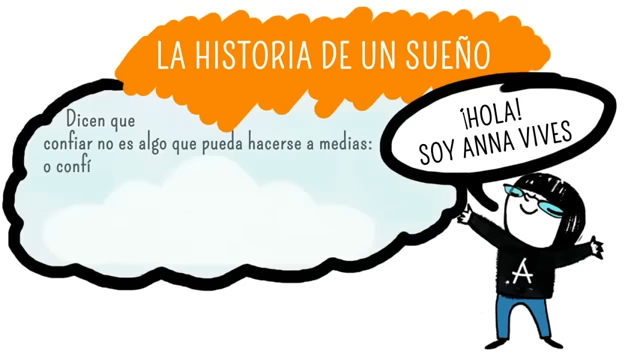 LA HISTORIA DE UN SUEÑO
Dicen que
confiar no es algo que pueda hacerse a medias:
o confí
¡HOLA!
SOY ANNA VIVES
.A